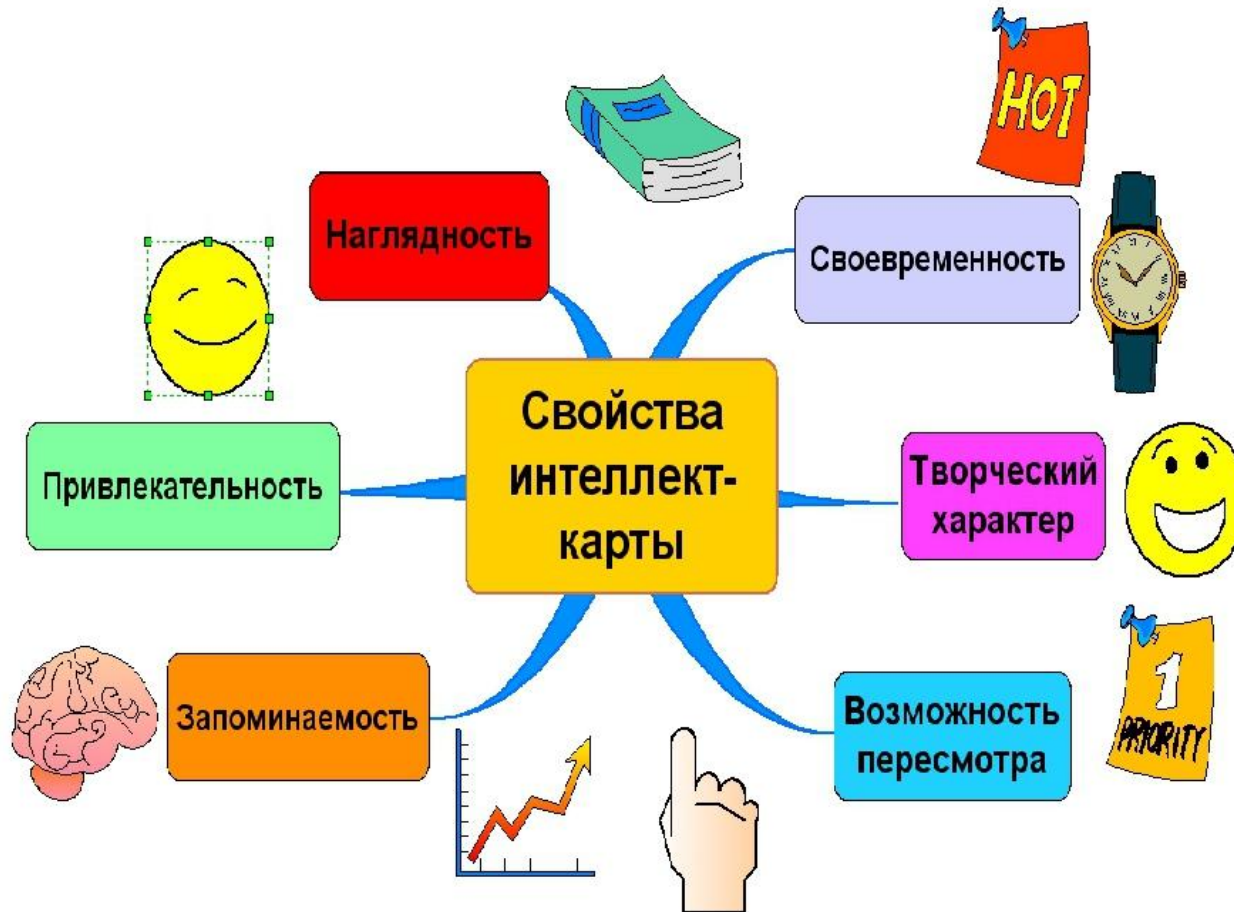 HOT
Наглядность
Своевременность
Свойства
интеллект-
карты
Привлекательность
Творческий
характер
Запоминаемость
Возможность
пересмотра
1
PRIORITY